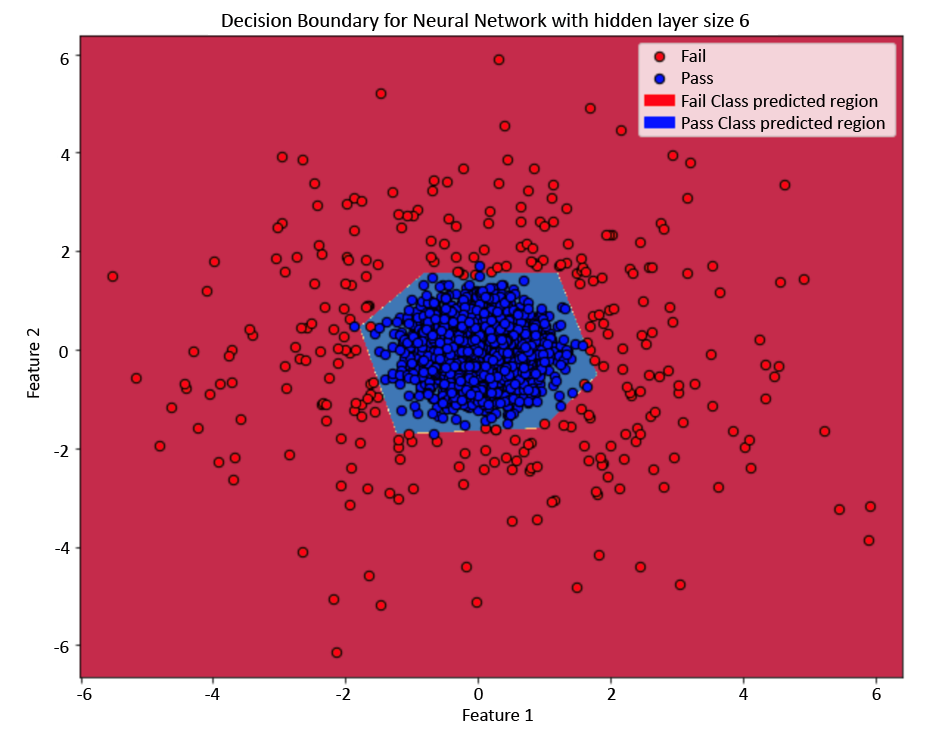 Decision Boundary for Neural Network with hidden layer size 6
Fail
Pass
Fail Class predicted region
Pass Class predicted region
6
4
2
0
-2
-4
-6
Feature 2
-6 -4 -2 0 2 4 6
Feature 1